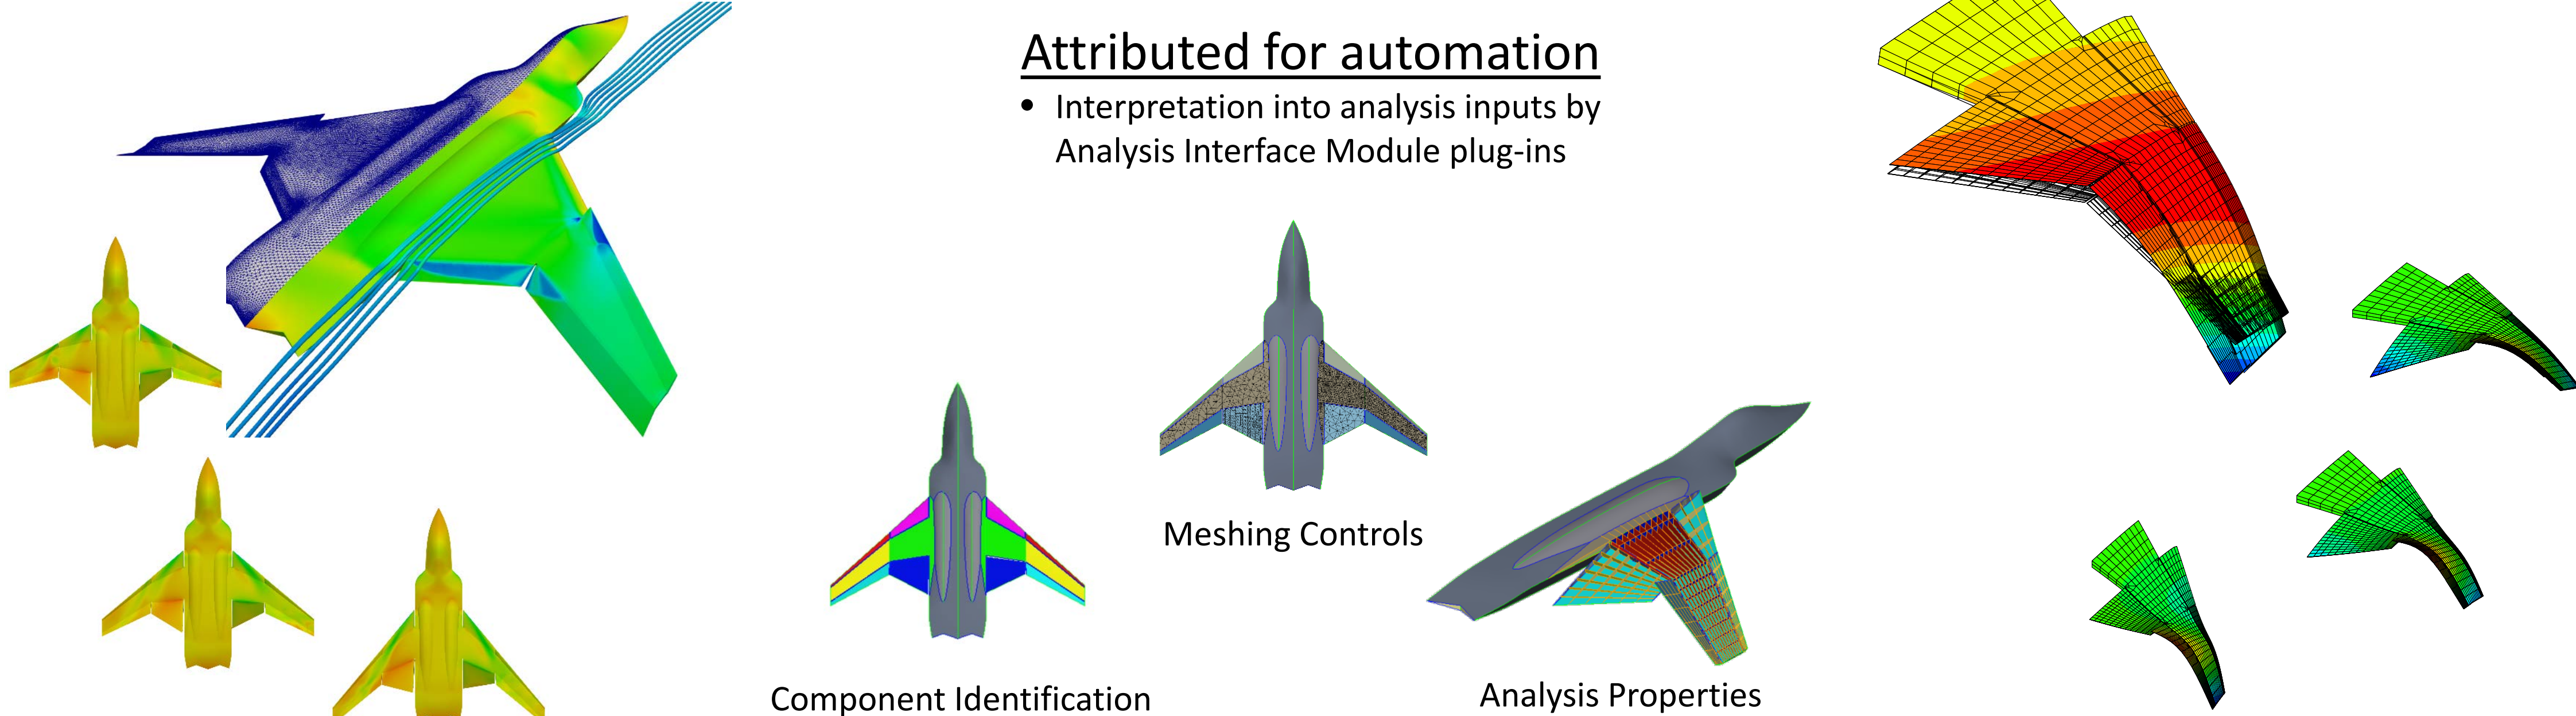 Attributed for automation
• Interpretation into analysis inputs by
Analysis Interface Module plug-ins
Meshing Controls
Component Identification
Analysis Properties